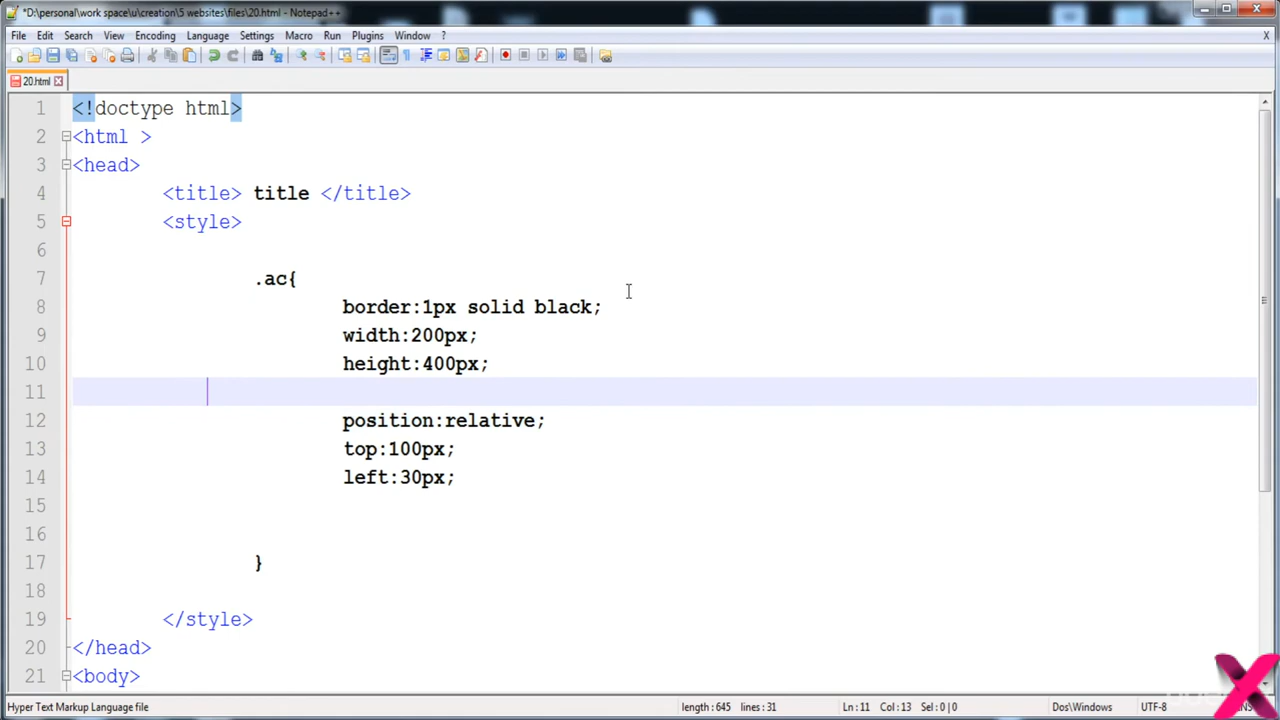 *D:\personal\work space\u\creation\5 websites\files\20.html - Notepad++
File Edit Search View Encoding Language Settings Macro Run Plugins Window ? X
20.html
1 <!doctype html>
2 <html >
3 <head>
4 <title> title </title>
5 <style>
6
7 .ac{
8 border:1px solid black;
9 width:200px;
10 height:400px;
11
12 position:relative;
13 top:100px;
14 left:30px;
15
16
17 }
18
19 </style>
20 </head>
21 <body>
Hyper Text Markup Language file length : 645 lines : 31 Ln : 11 Col : 13 Sel : 0 | 0 Dos\Windows UTF-8